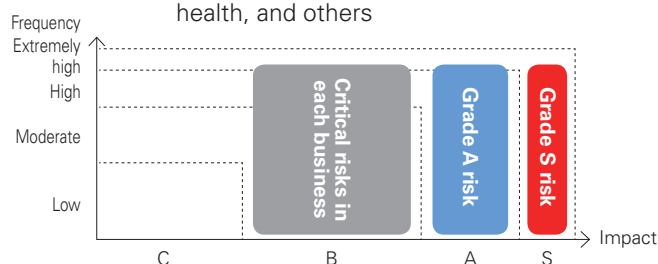 health, and others
Frequency
Extremely
high
High
Moderate
Low
Critical risks in
each business
Grade A risk
Grade S risk
Impact
C
B
A
S